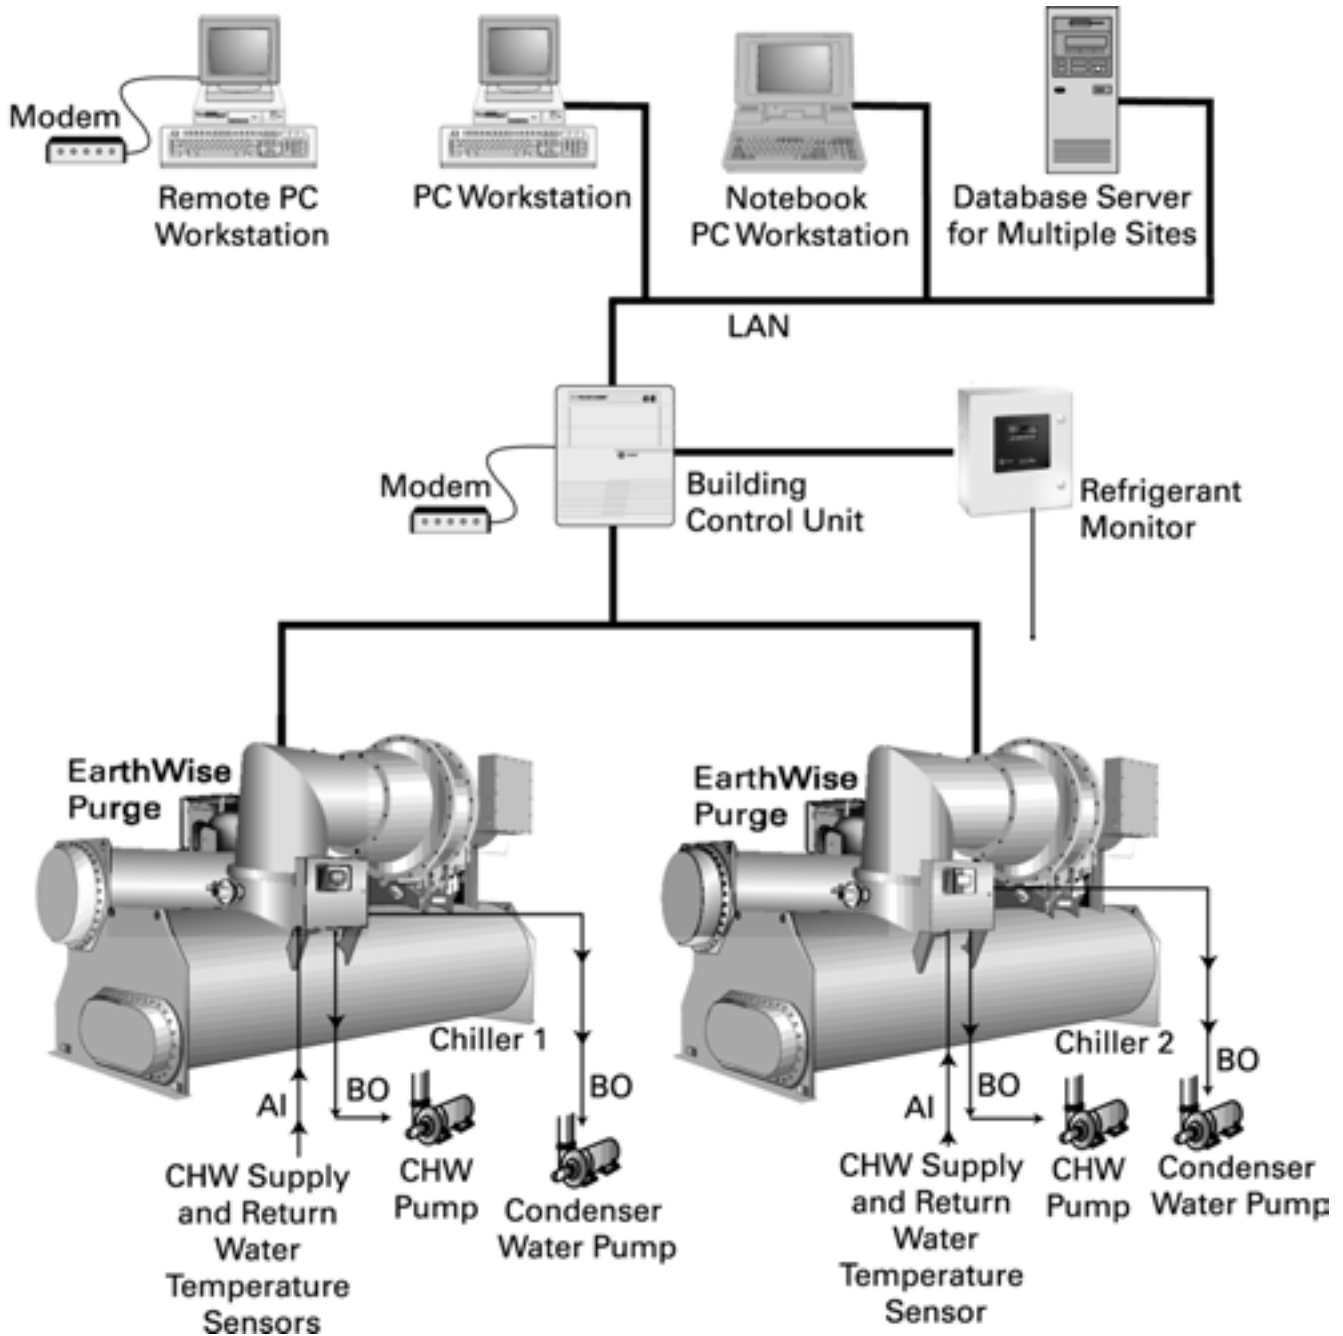 Modem
Remote PC
Workstation
PC Workstation
Notebook
PC Workstation
Database Server
for Multiple Sites
LAN
Modem
Building
Control Unit
Refrigerant
Monitor
EarthWise
Purge
EarthWise
Purge
Chiller 1
Chiller 2
AI
BO
BO
AI
BO
BO
CHW Supply
and Return
Water
Temperature
Sensors
CHW
Pump
Condenser
Water Pump
CHW Supply
and Return
Water
Temperature
Sensor
CHW
Pump
Condenser
Water Pump